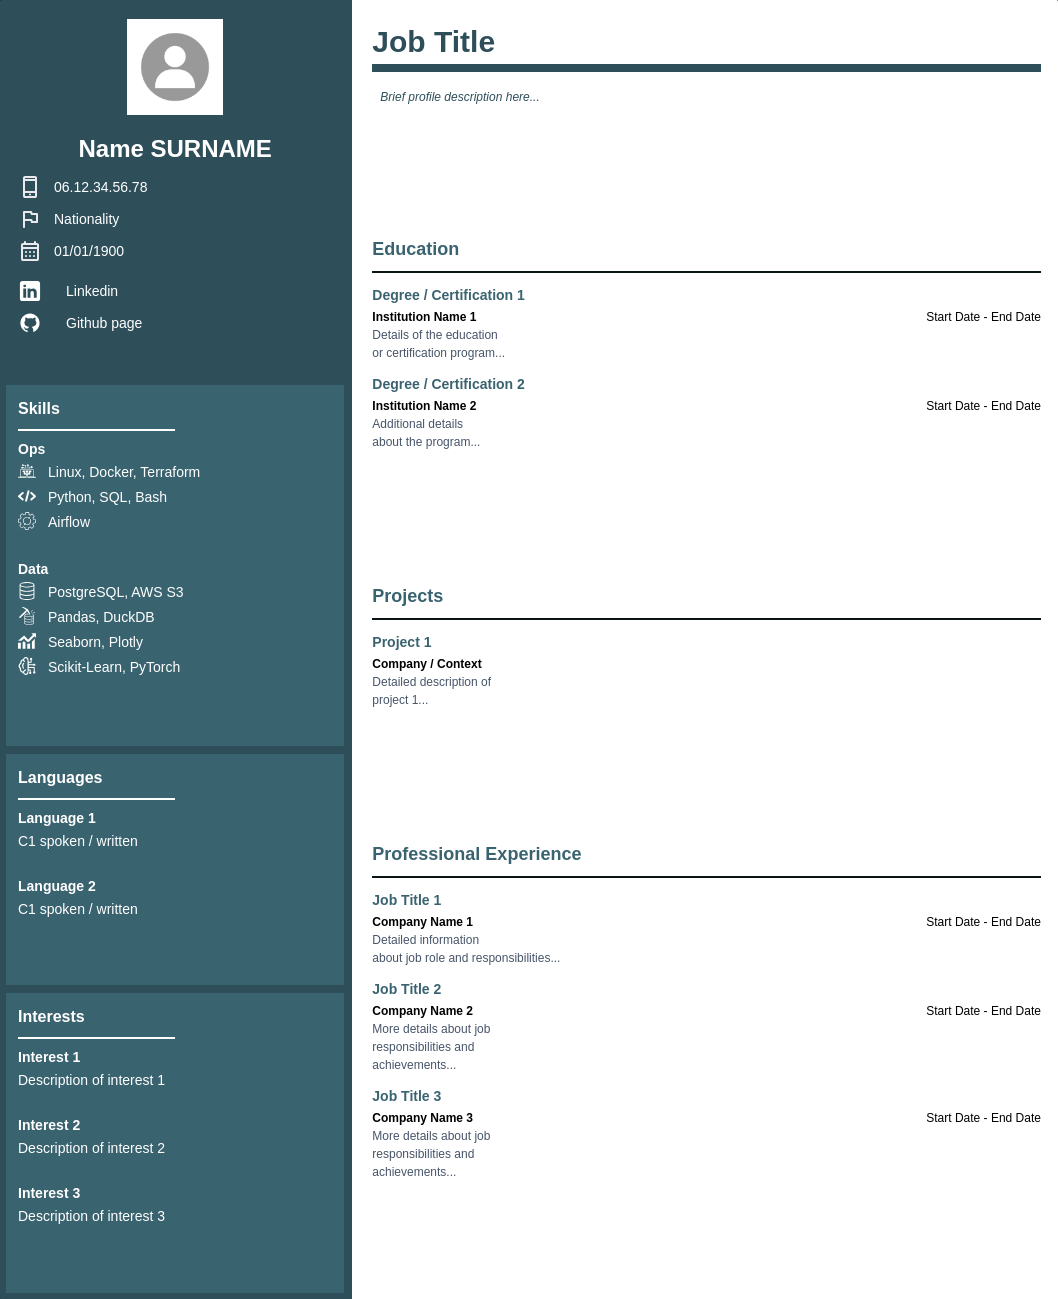 Name SURNAME
06.12.34.56.78
Nationality
01/01/1900
Linkedin
Github page
Skills
Ops
Linux, Docker, Terraform
Python, SQL, Bash
Airflow
Data
PostgreSQL, AWS S3
Pandas, DuckDB
Seaborn, Plotly
Scikit-Learn, PyTorch
Languages
Language 1
C1 spoken / written
Language 2
C1 spoken / written
Interests
Interest 1
Description of interest 1
Interest 2
Description of interest 2
Interest 3
Description of interest 3
Job Title
Brief profile description here...
Education
Degree / Certification 1
Institution Name 1 Start Date - End Date
Details of the education
or certification program...
Degree / Certification 2
Institution Name 2 Start Date - End Date
Additional details
about the program...
Projects
Project 1
Company / Context
Detailed description of
project 1...
Professional Experience
Job Title 1
Company Name 1 Start Date - End Date
Detailed information
about job role and responsibilities...
Job Title 2
Company Name 2 Start Date - End Date
More details about job
responsibilities and
achievements...
Job Title 3
Company Name 3 Start Date - End Date
More details about job
responsibilities and
achievements...